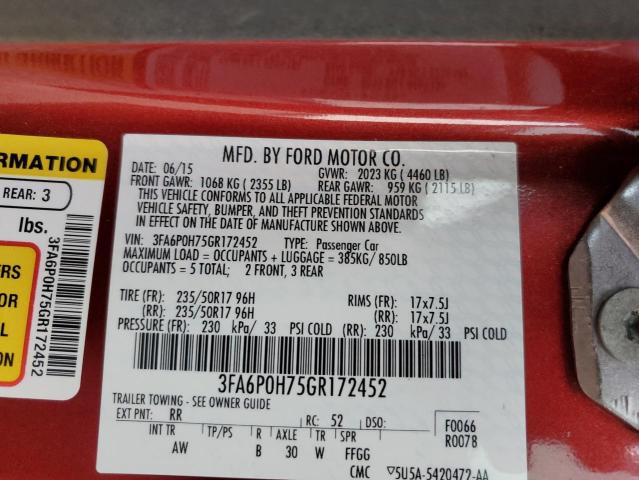 MFD. BY FORD MOTOR CO.
DATE: 06/15 GVWR: 2023 KG ( 4460 LB)
FRONT GAWR: 1068 KG ( 2355 LB) REAR GAWR: 959 KG ( 2115 LB)
THIS VEHICLE CONFORMS TO ALL APPLICABLE FEDERAL MOTOR
VEHICLE SAFETY, BUMPER, AND THEFT PREVENTION STANDARDS
IN EFFECT ON THE DATE OF MANUFACTURE SHOWN ABOVE.
VIN: 3FA6P0H75GR172452 TYPE: Passenger Car
MAXIMUM LOAD = OCCUPANTS + LUGGAGE = 385KG/ 850LB
OCCUPANTS = 5 TOTAL; 2 FRONT, 3 REAR
TIRE (FR): 235/50R17 96H RIMS (FR): 17x7.5J
(RR): 235/50R17 96H (RR): 17x7.5J
PRESSURE (FR): 230 kPa/ 33 PSI COLD (RR): 230 kPa/ 33 PSI COLD
3FA6P0H75GR172452
TRAILER TOWING - SEE OWNER GUIDE
EXT PNT: RR RC: 52 DSO: F0066
R0078
INT TR TP/PS R AXLE TR SPR
AW B 30 W FFGG
CMC ▽5U5A-5420472-AA
RMATION
REAR: 3
lbs.
3FA6P0H75GR172452
ERS
OR
AL
N